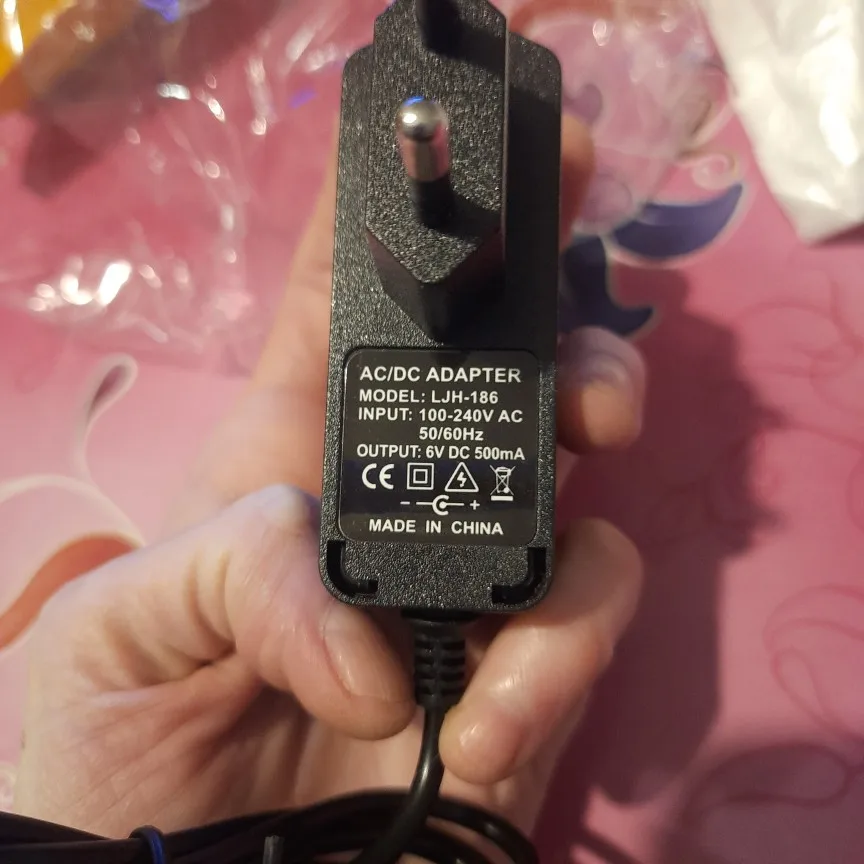 AC/DC ADAPTER
MODEL: LJH-186
INPUT: 100-240V AC
50/60Hz
OUTPUT: 6V DC 500mA
CE
- +
MADE IN CHINA